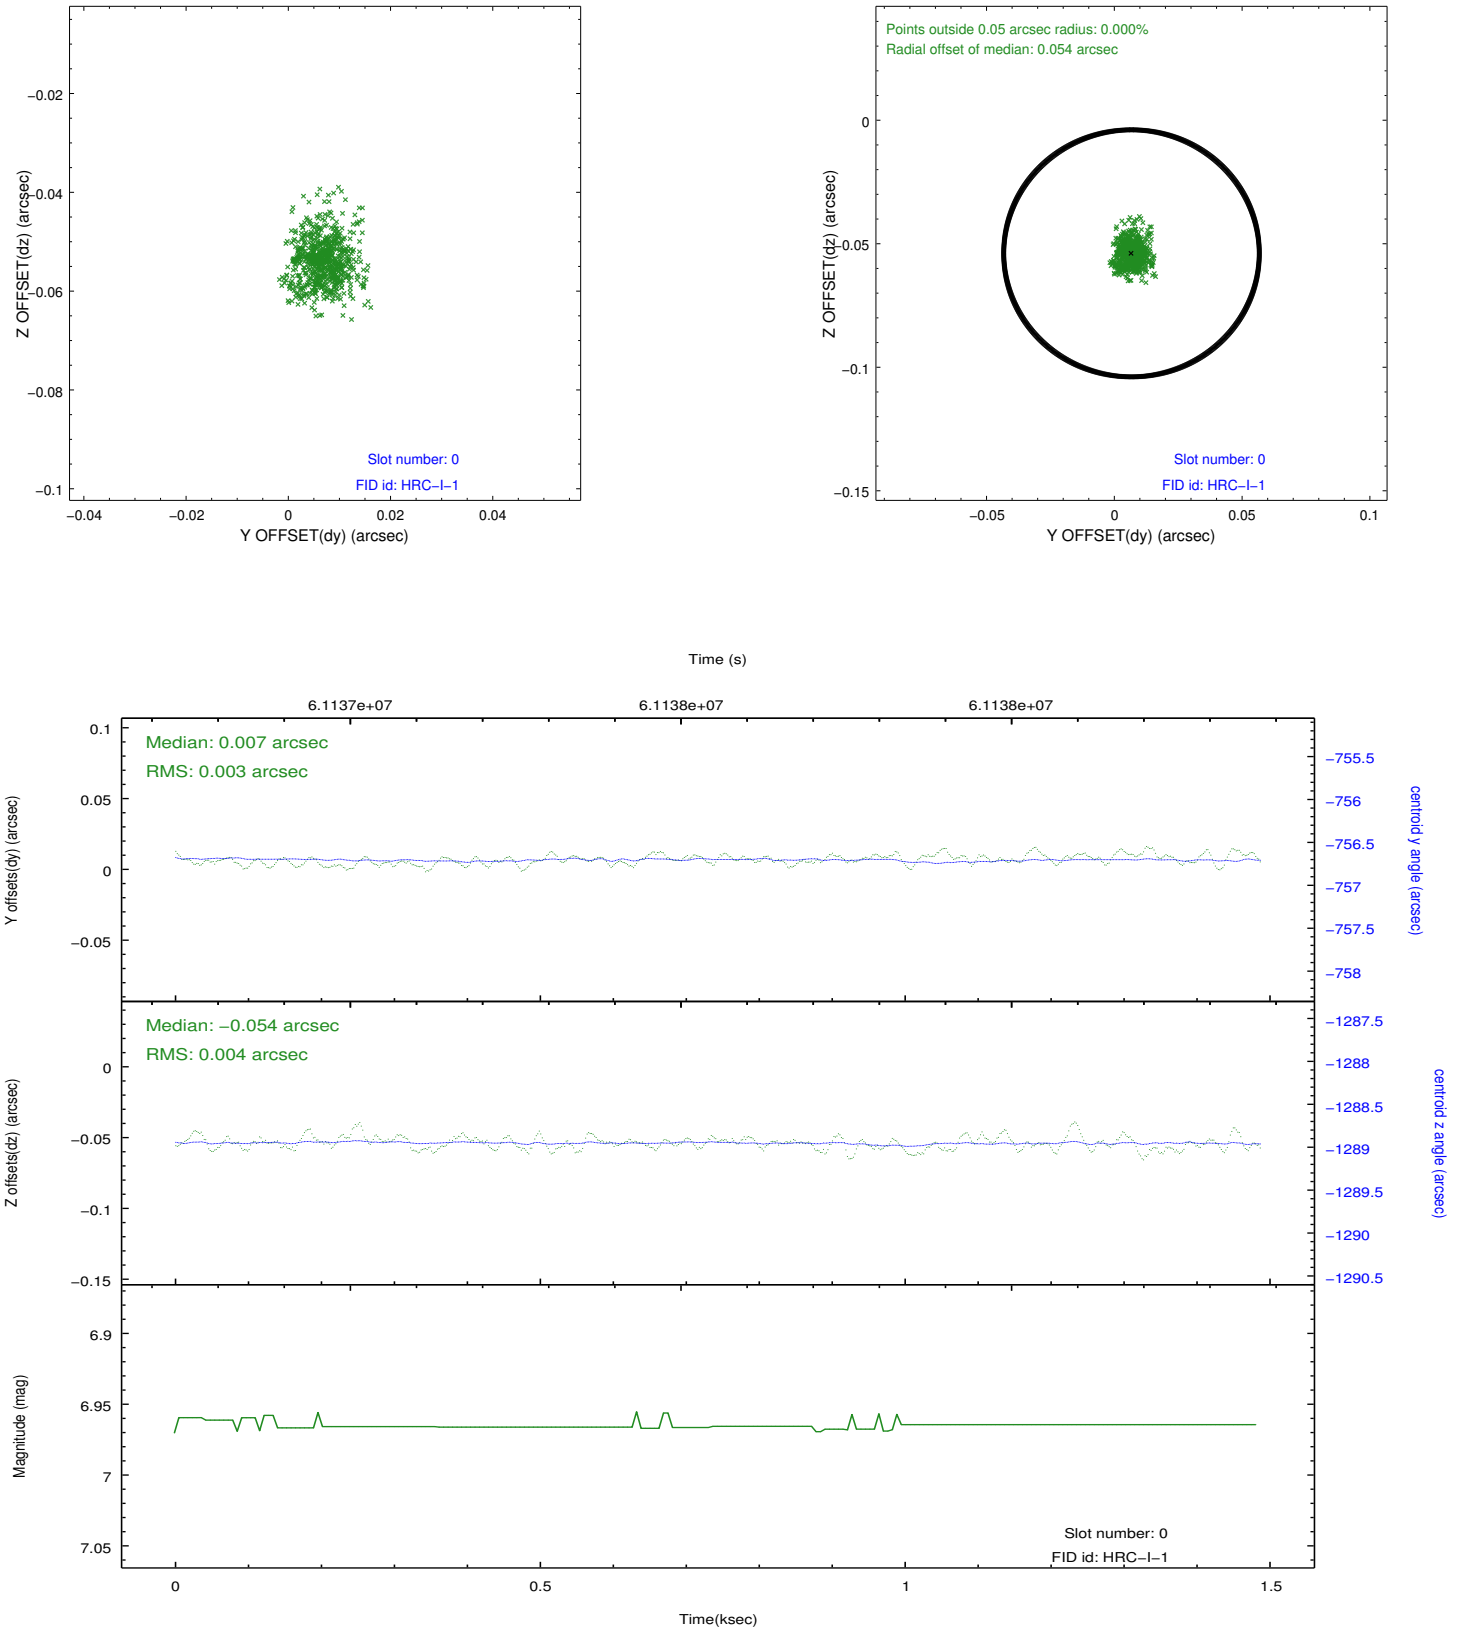 −0.02
−0.04
−0.06
−0.08
−0.1
Z OFFSET(dz) (arcsec)
Slot number: 0
FID id: HRC−I−1
−0.04
−0.02
0
0.02
0.04
Y OFFSET(dy) (arcsec)
Points outside 0.05 arcsec radius: 0.000%
Radial offset of median: 0.054 arcsec
0
−0.05
−0.1
−0.15
Z OFFSET(dz) (arcsec)
Slot number: 0
FID id: HRC−I−1
−0.05
0
0.05
0.1
Y OFFSET(dy) (arcsec)
Time (s)
6.1137e+07
6.1138e+07
6.1138e+07
Median: 0.007 arcsec
RMS: 0.003 arcsec
0.1
0.05
0
−0.05
Y offsets(dy) (arcsec)
−755.5
−756
−756.5
−757
−757.5
−758
centroid y angle (arcsec)
Median: −0.054 arcsec
RMS: 0.004 arcsec
0
−0.05
−0.1
−0.15
Z offsets(dz) (arcsec)
−1287.5
−1288
−1288.5
−1289
−1289.5
−1290
−1290.5
centroid z angle (arcsec)
6.9
6.95
7
7.05
Magnitude (mag)
Slot number: 0
FID id: HRC−I−1
0
0.5
1
1.5
Time(ksec)